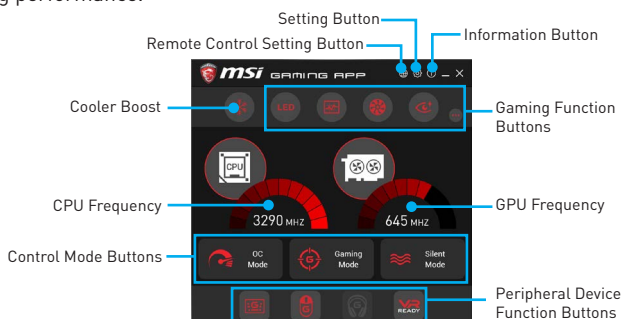 g performance.
Setting Button
Remote Control Setting Button
Information Button
msi GAMING APP
Cooler Boost
LED
Gaming Function
Buttons
CPU
CPU Frequency
GPU Frequency
3290 MHZ
645 MHZ
Control Mode Buttons
OC
Mode
Gaming
Mode
Silent
Mode
VR
READY
Peripheral Device
Function Buttons